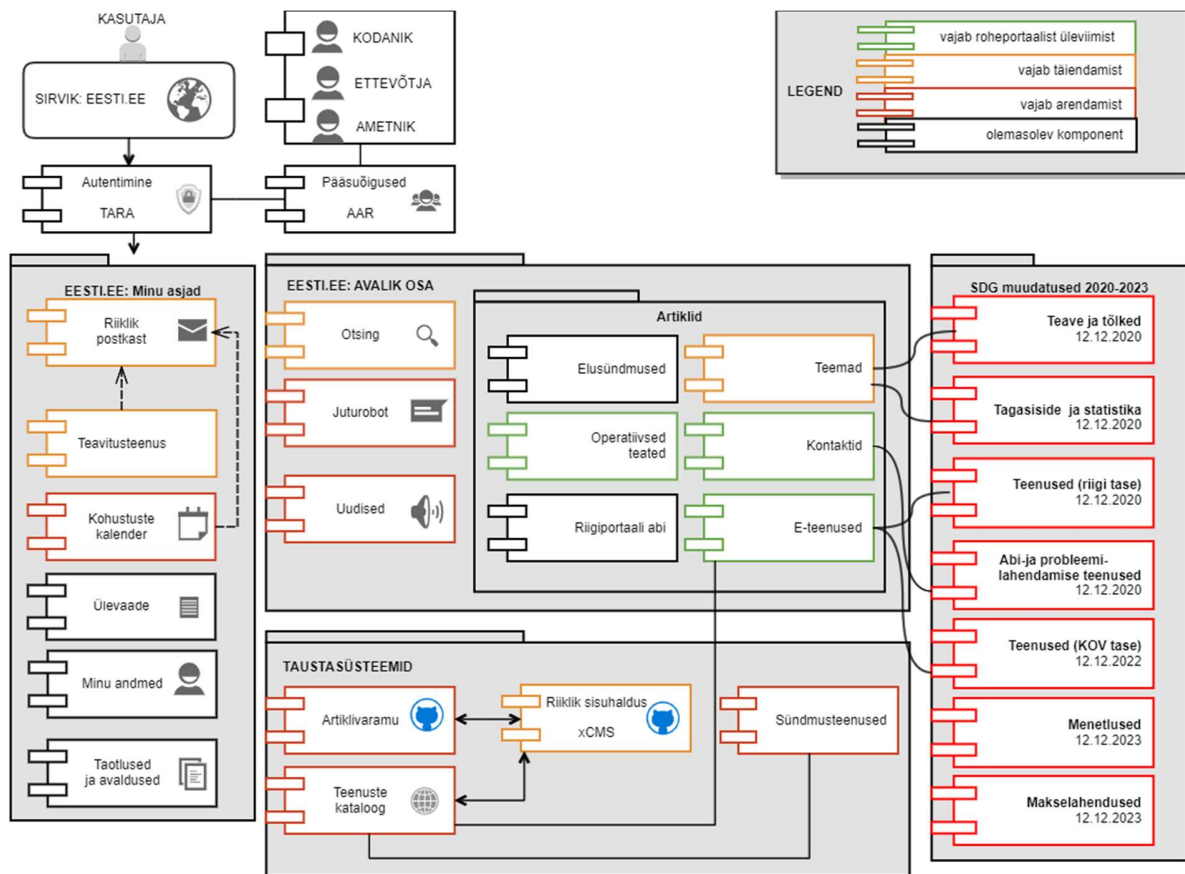 KASUTAJA
SIRVIK: EESTI.EE
KODANIK
ETTEVÕTJA
AMETNIK
Autentimine
TARA
Pääsuõigused
AAR
LEGEND
vajab roheportaalist üleviimist
vajab täiendamist
vajab arendamist
olemasolev komponent
EESTI.EE: Minu asjad
Riiklik
postkast
Teavitusteenus
Kohustuste
kalender
Ülevaade
Minu andmed
Taotlused
ja avaldused
EESTI.EE: AVALIK OSA
Otsing
Juturobot
Uudised
Artiklid
Elusündmused
Teemad
Operatiivsed
teated
Kontaktid
Riigiportaali abi
E-teenused
TAUSTASÜSTEEMID
Artiklivaramu
Riiklik sisuhaldus
xCMS
Sündmusteenused
Teenuste
kataloog
SDG muudatused 2020-2023
Teave ja tõlked
12.12.2020
Tagasiside ja statistika
12.12.2020
Teenused (riigi tase)
12.12.2020
Abi-ja probleemi-
lahendamise teenused
12.12.2020
Teenused (KOV tase)
12.12.2022
Menetlused
12.12.2023
Makselahendused
12.12.2023